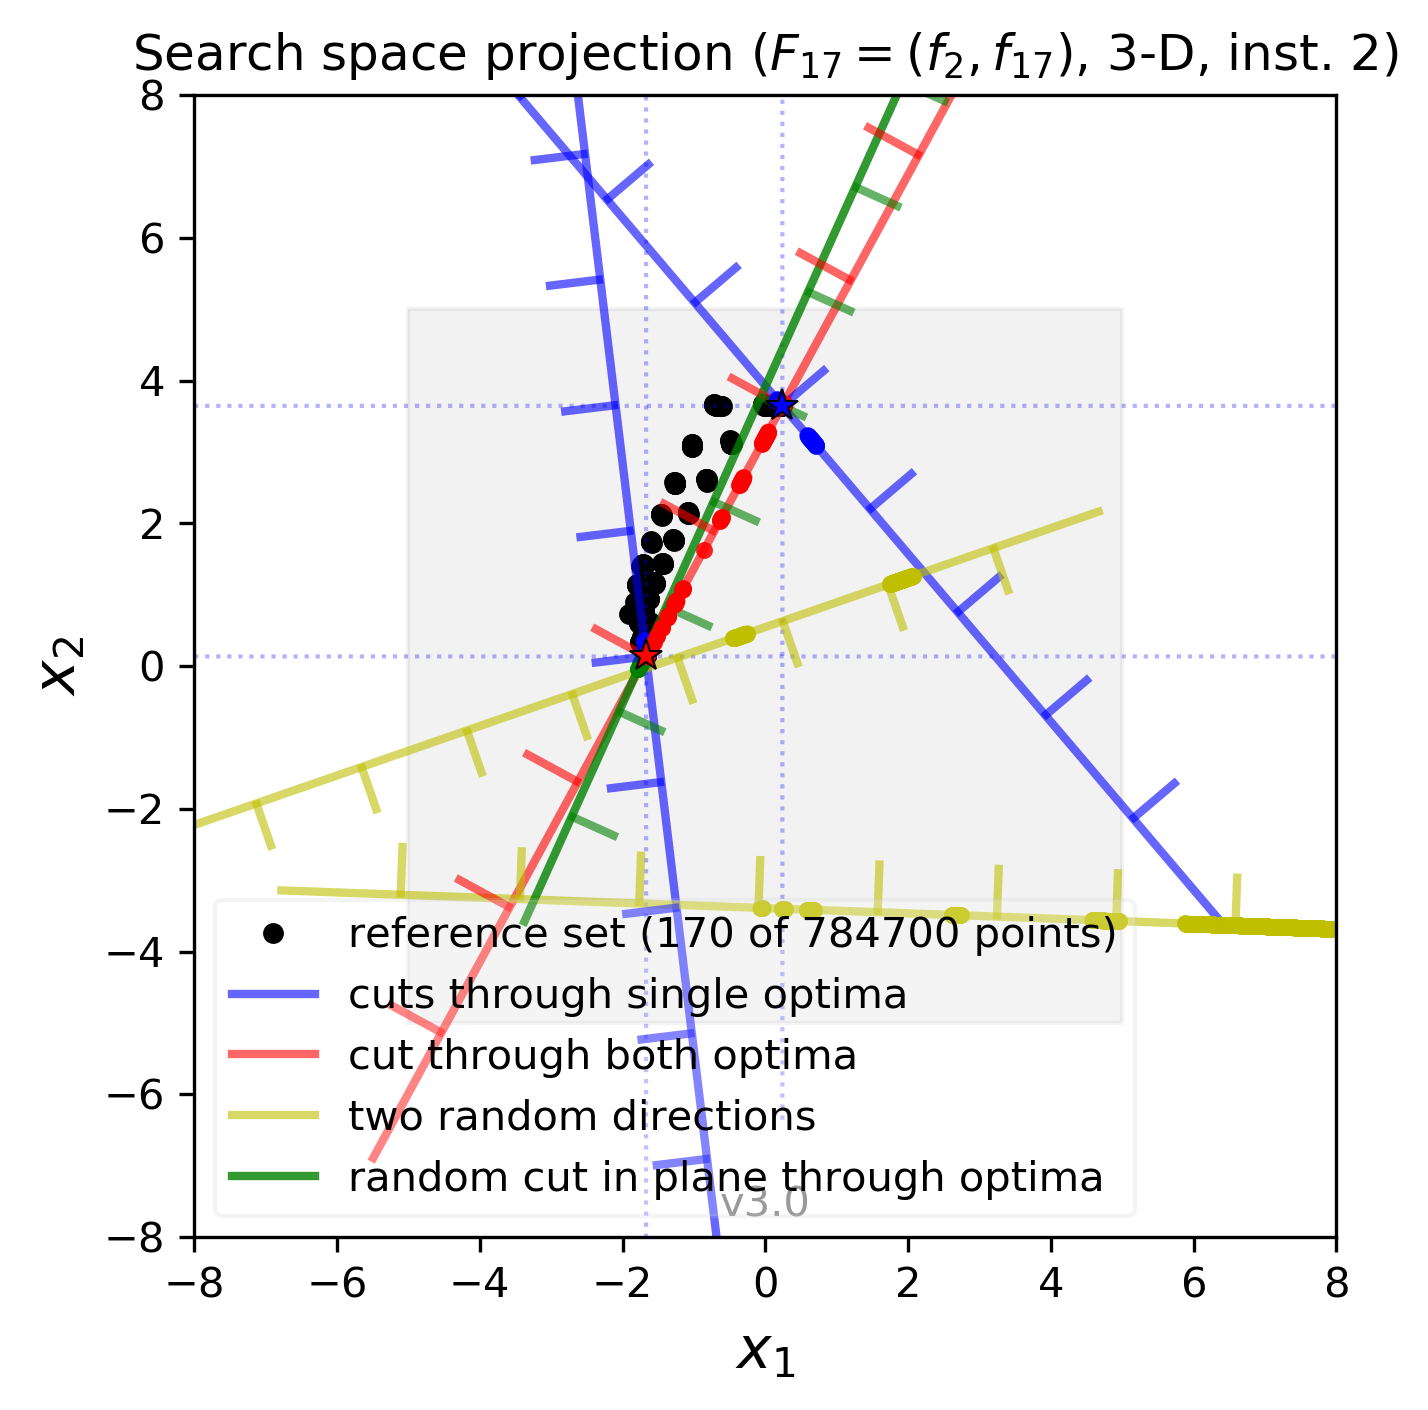 Search space projection (F₁₇ = (f₂, f₁₇), 3-D, inst. 2)
8
6
4
2
0
−2
−4
−6
−8
x₂
reference set (170 of 784700 points)
cuts through single optima
cut through both optima
two random directions
random cut in plane through optima
v3.0
−8 −6 −4 −2 0 2 4 6 8
x₁